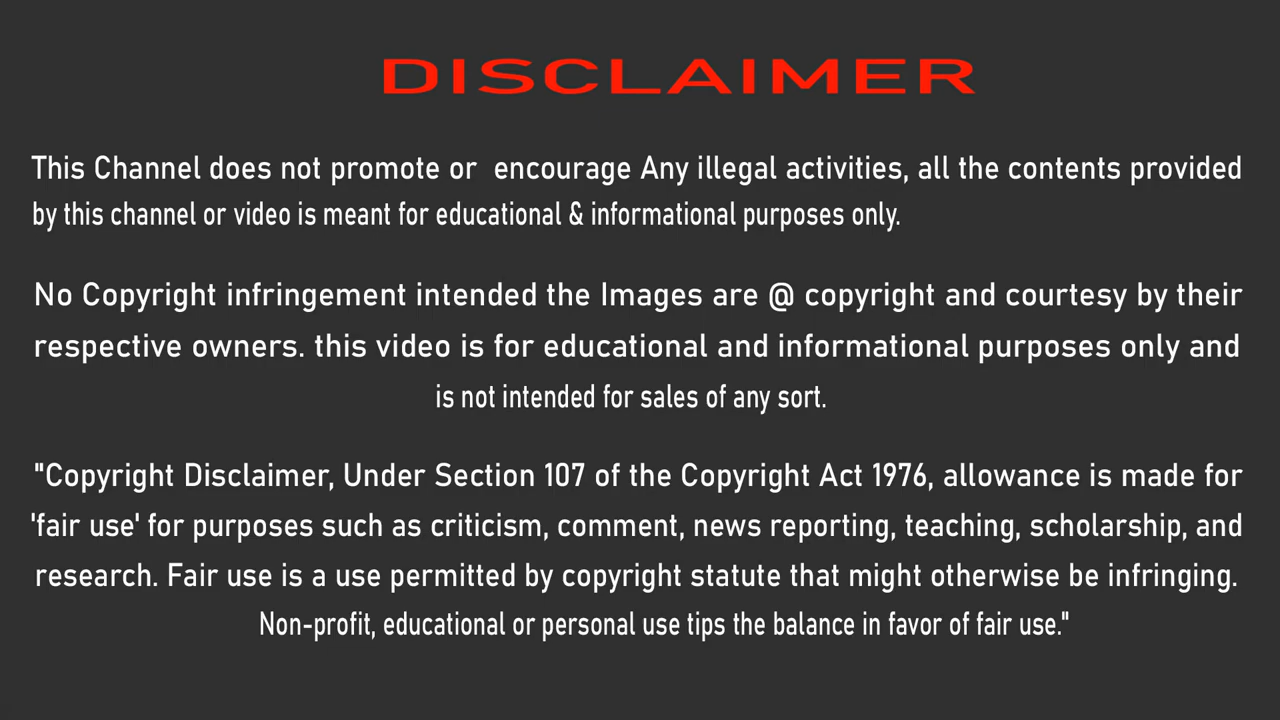 DISCLAIMER
This Channel does not promote or encourage Any illegal activities, all the contents provided
by this channel or video is meant for educational & informational purposes only.
No Copyright infringement intended the Images are @ copyright and courtesy by their
respective owners. this video is for educational and informational purposes only and
is not intended for sales of any sort.
"Copyright Disclaimer, Under Section 107 of the Copyright Act 1976, allowance is made for
'fair use' for purposes such as criticism, comment, news reporting, teaching, scholarship, and
research. Fair use is a use permitted by copyright statute that might otherwise be infringing.
Non-profit, educational or personal use tips the balance in favor of fair use."